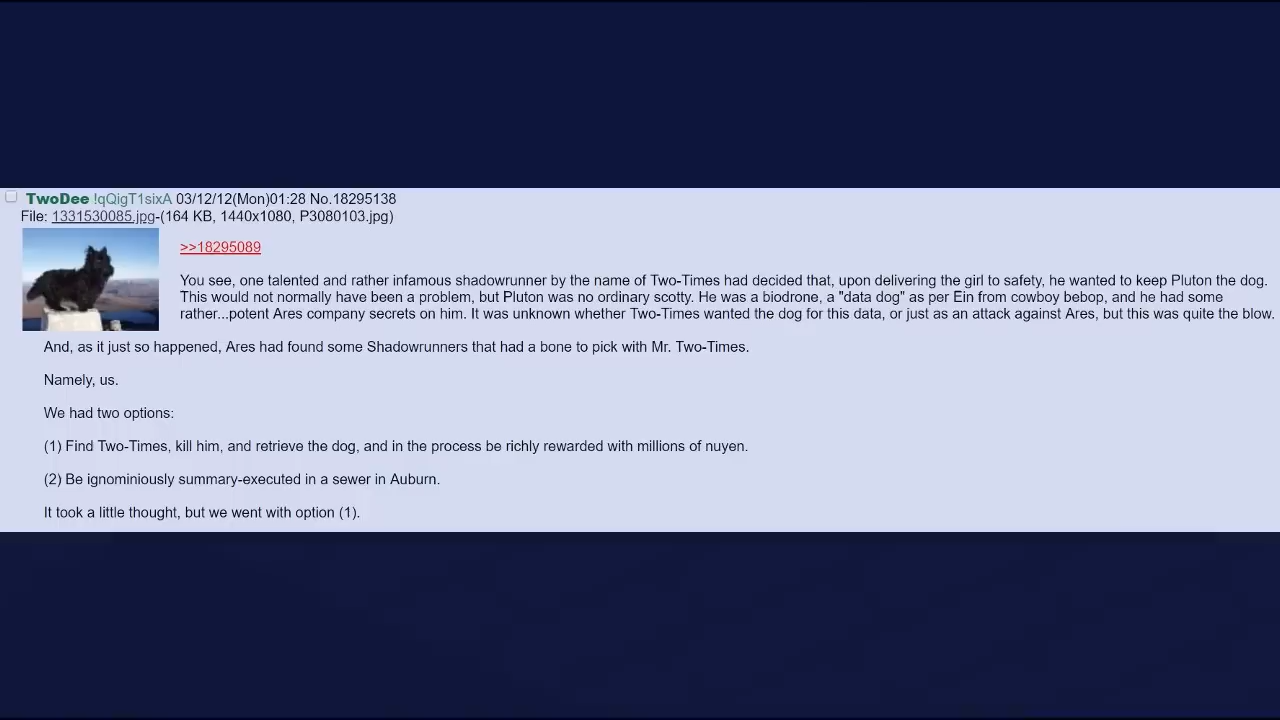 TwoDee !qQigT1sixA 03/12/12(Mon)01:28 No.18295138
File: 1331530085.jpg-(164 KB, 1440x1080, P3080103.jpg)
>>18295089
You see, one talented and rather infamous shadowrunner by the name of Two-Times had decided that, upon delivering the girl to safety, he wanted to keep Pluton the dog.
This would not normally have been a problem, but Pluton was no ordinary scotty. He was a biodrone, a "data dog" as per Ein from cowboy bebop, and he had some
rather...potent Ares company secrets on him. It was unknown whether Two-Times wanted the dog for this data, or just as an attack against Ares, but this was quite the blow.
And, as it just so happened, Ares had found some Shadowrunners that had a bone to pick with Mr. Two-Times.
Namely, us.
We had two options:
(1) Find Two-Times, kill him, and retrieve the dog, and in the process be richly rewarded with millions of nuyen.
(2) Be ignominiously summary-executed in a sewer in Auburn.
It took a little thought, but we went with option (1).